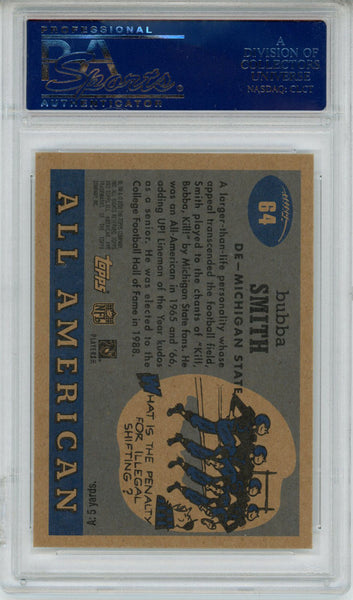 PROFESSIONAL
PSA
Sports
AUTHENTICATOR
A
DIVISION OF
COLLECTORS
UNIVERSE
NASDAQ: CLCT
64
bubba
SMITH
DE—MICHIGAN STATE
A larger-than-life personality whose
appeal transcended the football field,
Smith played to the chants of "Kill,
Bubba, Kill!" by Michigan State fans. He
was an All-American in 1965 and '66,
adding UPI Lineman of the Year kudos
as a senior. He was elected to the
College Football Hall of Fame in 1988.
WHAT IS THE PENALTY
FOR ILLEGAL
SHIFTING?
A: 5 yards.
Topps
NFL
PLAYERS
ALL AMERICAN